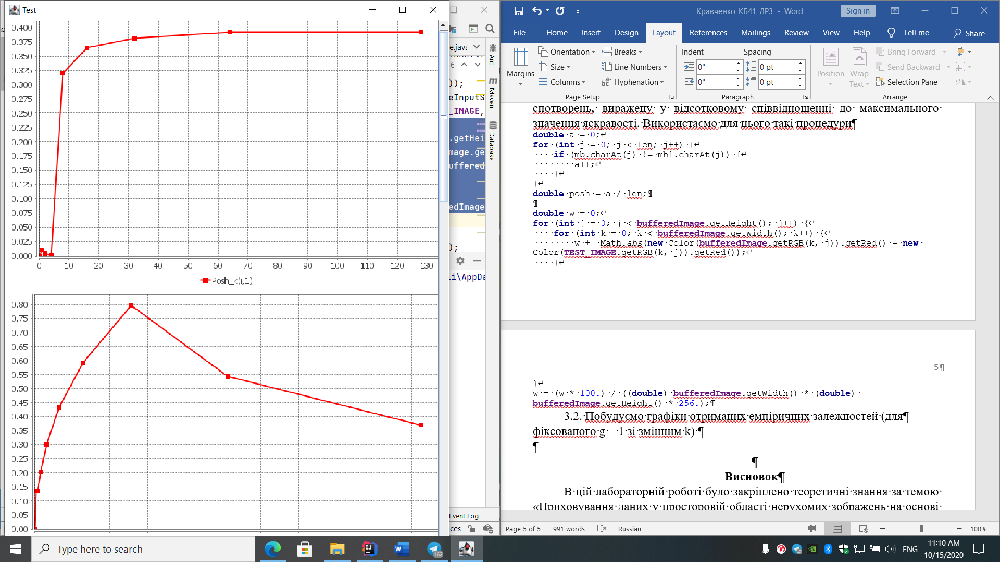 Test
0.400
0.375
0.350
0.325
0.300
0.275
0.250
0.225
0.200
0.175
0.150
0.125
0.100
0.075
0.050
0.025
0.000
0 10 20 30 40 50 60 70 80 90 100 110 120 130
Posh_k(i,1)
0.80
0.75
0.70
0.65
0.60
0.55
0.50
0.45
0.40
0.35
0.30
0.25
0.20
0.15
0.10
0.05
0.00
e.java
6
));
eInputS
_IMAGE,
.getHei
mage.ge
uffered
edImage
);
i\AppDa
Event Log
ces
Ant
Maven
Database
Кравченко_КБ41_ЛР3 - Word
Sign in
File Home Insert Design Layout References Mailings Review View Help Tell me Share
Margins
Orientation
Size
Columns
Breaks
Line Numbers
Hyphenation
Page Setup
Indent Spacing
0" 0 pt
0" 0 pt
Paragraph
Position
Wrap Text
Bring Forward
Send Backward
Selection Pane
Arrange
спотворень, виражену у відсотковому співвідношенні до максимального
значення яскравості. Використаємо для цього такі процедури¶
double a = 0;
for (int j = 0; j < len; j++) {
if (mb.charAt(j) != mb1.charAt(j)) {
a++;
}
}
double posh = a / len;¶
¶
double w = 0;
for (int j = 0; j < bufferedImage.getHeight(); j++) {
for (int k = 0; k < bufferedImage.getWidth(); k++) {
w += Math.abs(new Color(bufferedImage.getRGB(k, j)).getRed() - new
Color(TEST_IMAGE.getRGB(k, j)).getRed());
}
5¶
}
w = (w * 100.) / ((double) bufferedImage.getWidth() * (double)
bufferedImage.getHeight() * 256.);¶
3.2. Побудуємо графіки отриманих емпіричних залежностей (для¶
фіксованого g = 1 зі змінним k) ¶
¶
¶
Висновок¶
В цій лабораторній роботі було закріплено теоретичні знання за темою
«Приховування даних у просторовій області нерухомих зображень на основі
Page 5 of 5 991 words Russian 100%
Type here to search
162
ENG
11:10 AM
10/15/2020